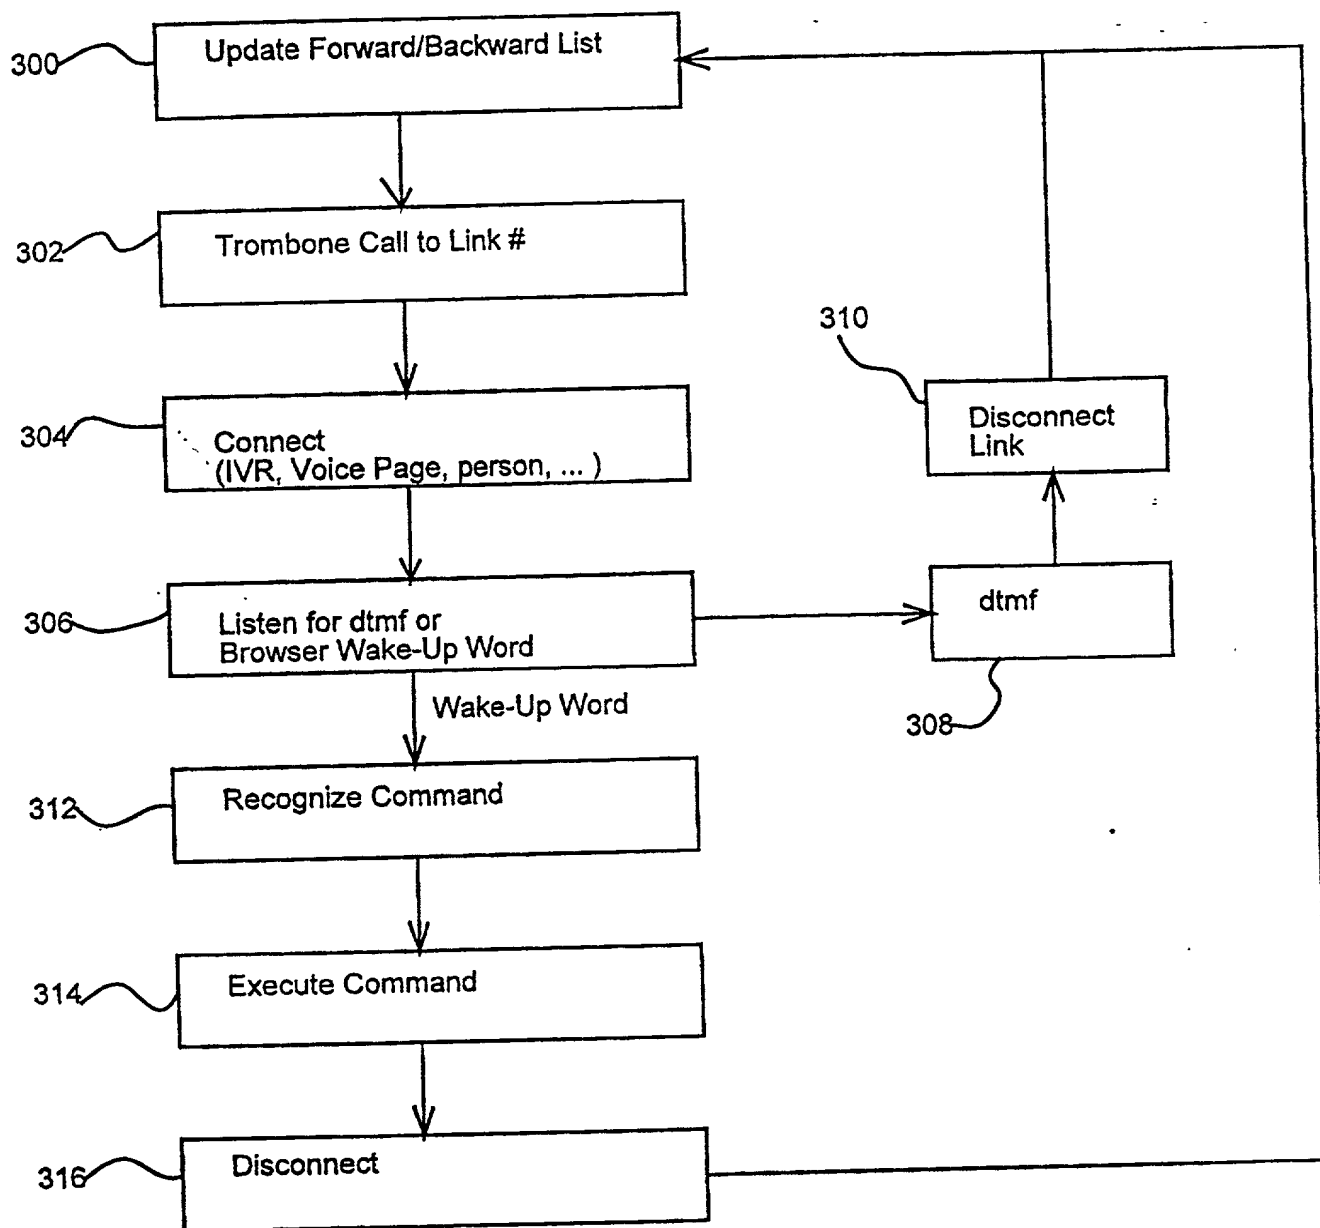 300
Update Forward/Backward List
302
Trombone Call to Link #
304
Connect
(IVR, Voice Page, person, ... )
310
Disconnect
Link
306
Listen for dtmf or
Browser Wake-Up Word
dtmf
308
Wake-Up Word
312
Recognize Command
314
Execute Command
316
Disconnect